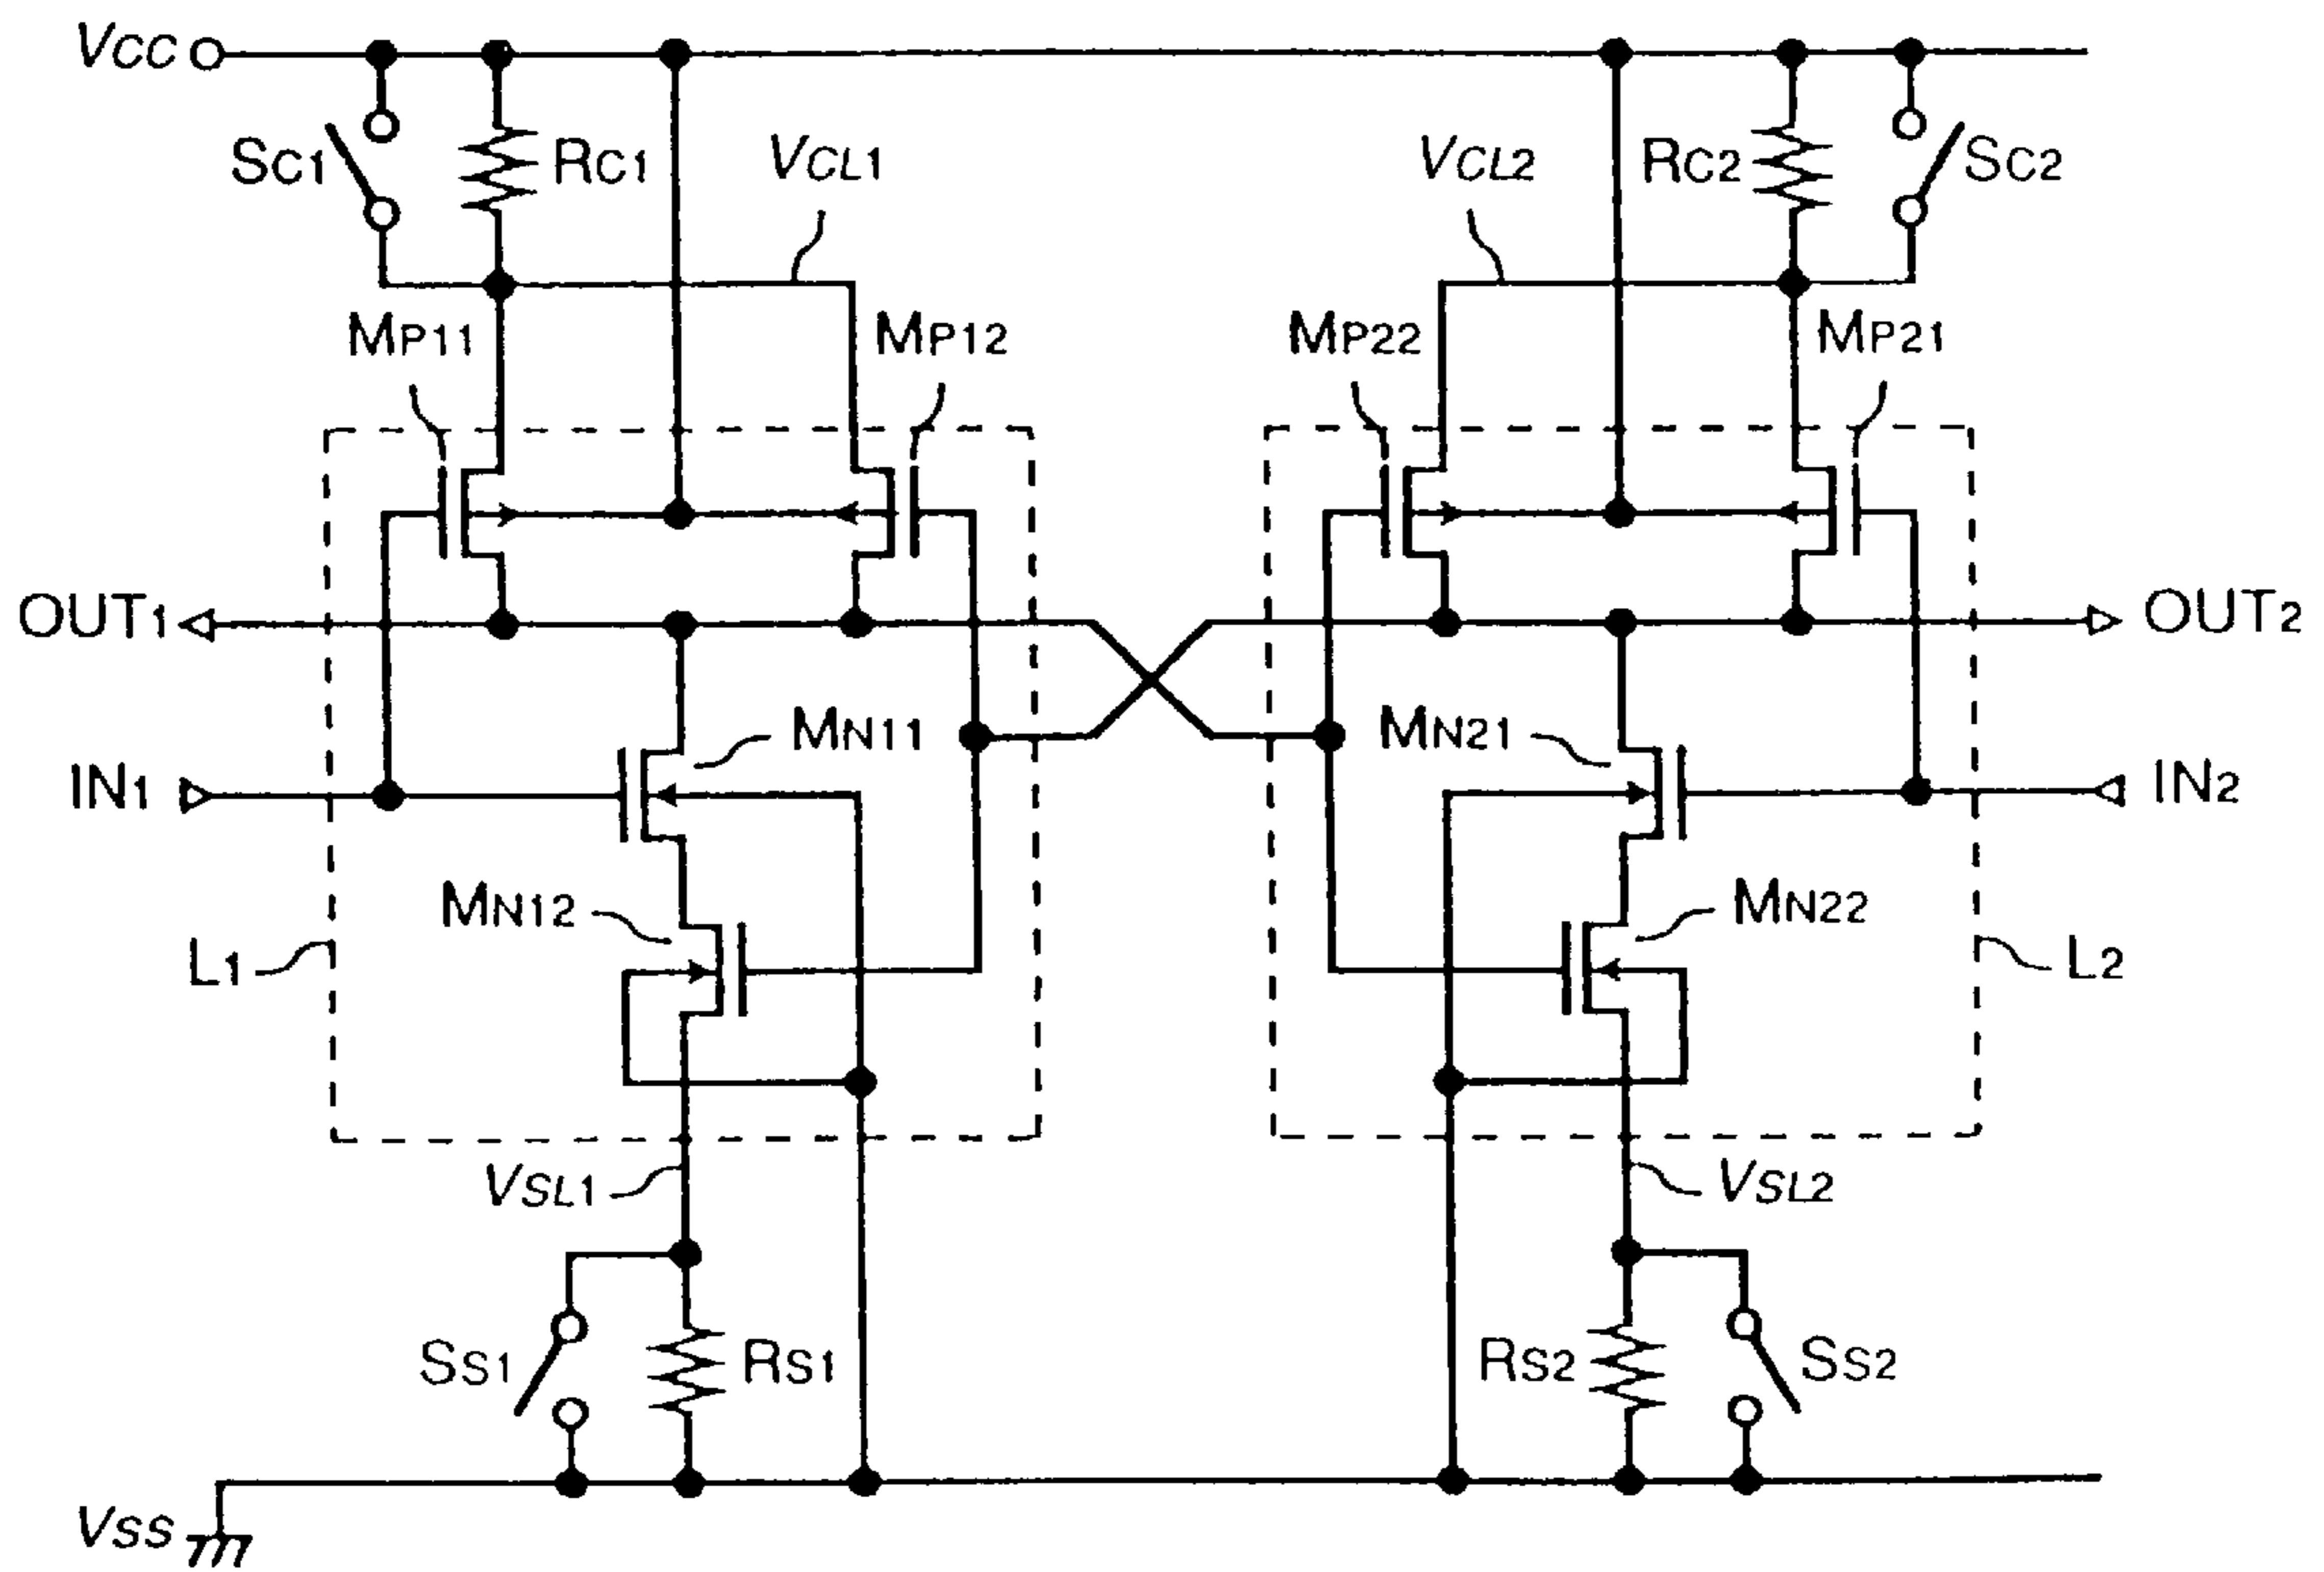 VCC
SC1
RC1
VCL1
VCL2
RC2
SC2
MP11
MP12
MP22
MP21
OUT1
OUT2
MN11
MN21
IN1
IN2
MN12
MN22
L1
L2
VSL1
VSL2
SS1
RS1
RS2
SS2
VSS